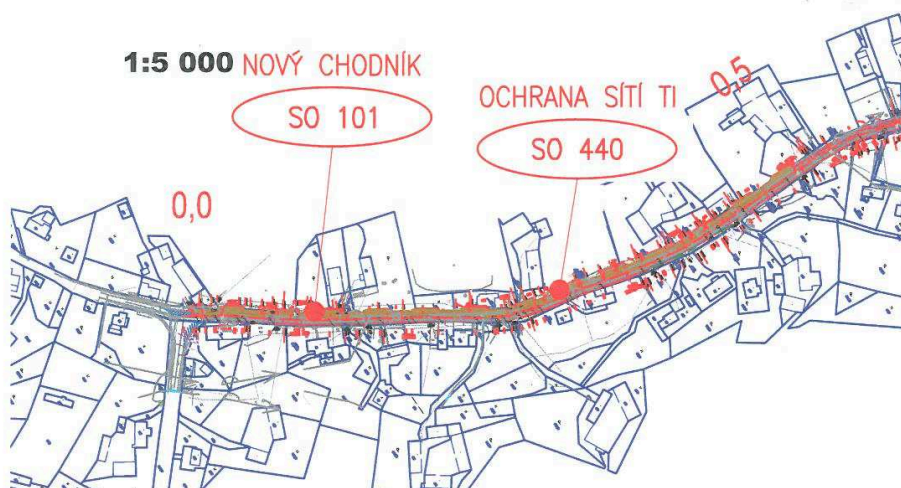 1:5 000 NOVÝ CHODNÍK
SO 101
OCHRANA SÍTÍ TI
SO 440
0,0
0,5